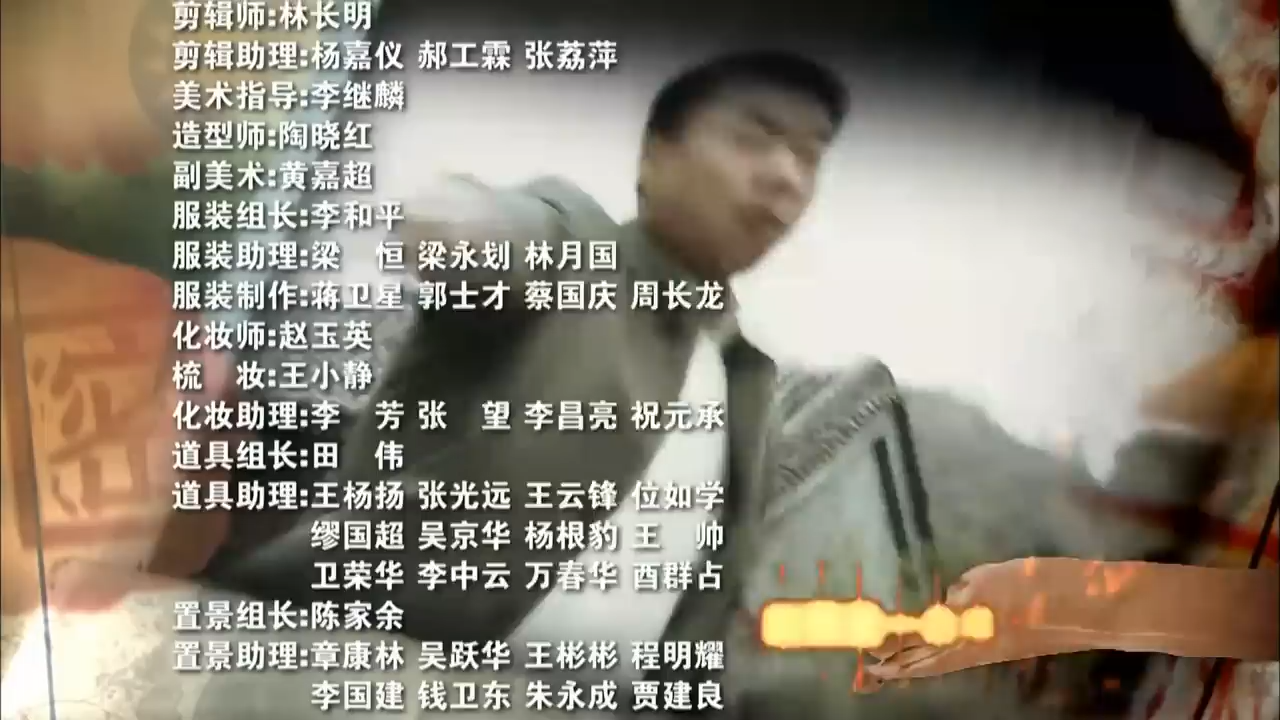 剪辑师:林长明
剪辑助理:杨嘉仪 郝工霖 张荔萍
美术指导:李继麟
造型师:陶晓红
副美术:黄嘉超
服装组长:李和平
服装助理:梁　恒 梁永划 林月国
服装制作:蒋卫星 郭士才 蔡国庆 周长龙
化妆师:赵玉英
梳　妆:王小静
化妆助理:李　芳 张　望 李昌亮 祝元承
道具组长:田　伟
道具助理:王杨扬 张光远 王云锋 位如学
缪国超 吴京华 杨根豹 王　帅
卫荣华 李中云 万春华 酉群占
置景组长:陈家余
置景助理:章康林 吴跃华 王彬彬 程明耀
李国建 钱卫东 朱永成 贾建良